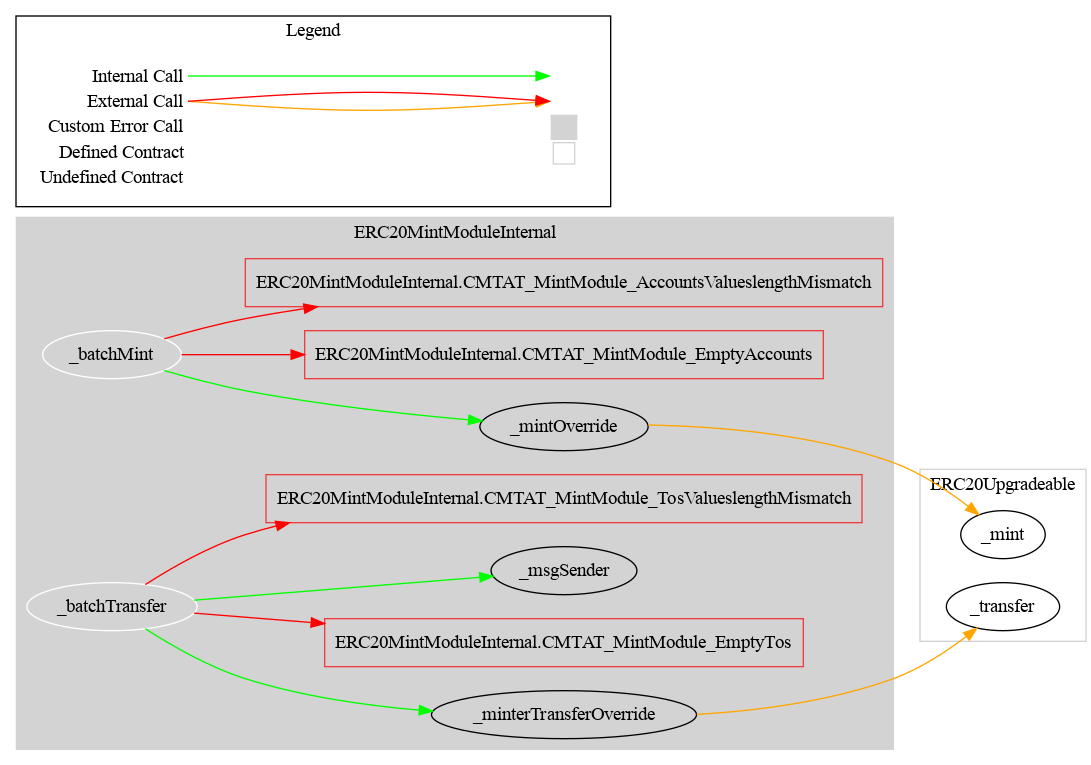 Legend
Internal Call
External Call
Custom Error Call
Defined Contract
Undefined Contract
ERC20MintModuleInternal
ERC20MintModuleInternal.CMTAT_MintModule_AccountsValueslengthMismatch
_batchMint
ERC20MintModuleInternal.CMTAT_MintModule_EmptyAccounts
_mintOverride
ERC20MintModuleInternal.CMTAT_MintModule_TosValueslengthMismatch
_msgSender
_batchTransfer
ERC20MintModuleInternal.CMTAT_MintModule_EmptyTos
_minterTransferOverride
ERC20Upgradeable
_mint
_transfer